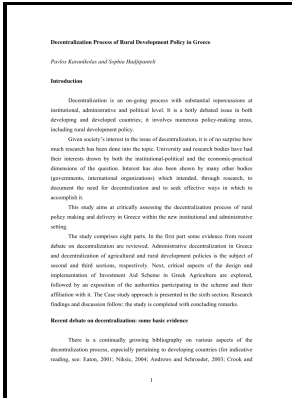 Decentralization Process of Rural Development Policy in Greece
Pavlos Karanikolas and Sophia Hadjipanteli
Introduction
Decentralization is an on-going process with substantial repercussions at
institutional, administrative and political level. It is a hotly debated issue in both
developing and developed countries; it involves numerous policy-making areas,
including rural development policy.
Given society's interest in the issue of decentralization, it is of no surprise how
much research has been done into the topic. University and research bodies have had
their interests drawn by both the institutional-political and the economic-practical
dimensions of the question. Interest has also been shown by many other bodies
(governments, international organizations) which intended, through research, to
document the need for decentralization and to seek effective ways in which to
accomplish it.
This study aims at critically assessing the decentralization process of rural
policy making and delivery in Greece within the new institutional and administrative
setting.
The study comprises eight parts. In the first part some evidence from recent
debate on decentralization are reviewed. Administrative decentralization in Greece
and decentralization of agricultural and rural development policies is the subject of
second and third sections, respectively. Next, critical aspects of the design and
implementation of Investment Aid Scheme in Greek Agriculture are explored,
followed by an exposition of the authorities participating in the scheme and their
affiliation with it. The Case study approach is presented in the sixth section. Research
findings and discussion follow; the study is completed with concluding remarks.
Recent debate on decentralization: some basic evidence
There is a continually growing bibliography on various aspects of the
decentralization process, especially pertaining to developing countries (for indicative
reading, see: Eaton, 2001; Niksic, 2004; Andrews and Schroeder, 2003; Crook and
1